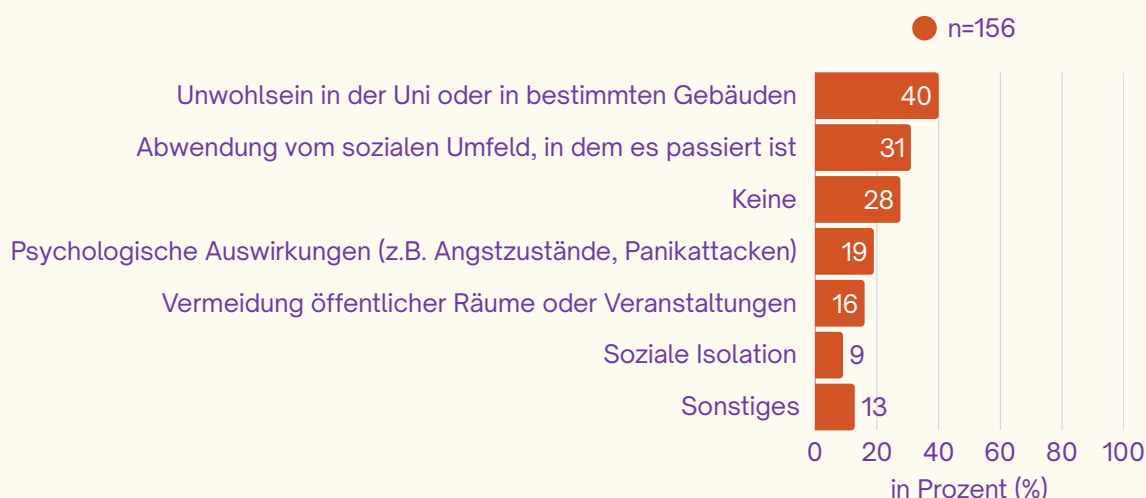 n=156
Unwohlsein in der Uni oder in bestimmten Gebäuden 40
Abwendung vom sozialen Umfeld, in dem es passiert ist 31
Keine 28
Psychologische Auswirkungen (z.B. Angstzustände, Panikattacken) 19
Vermeidung öffentlicher Räume oder Veranstaltungen 16
Soziale Isolation 9
Sonstiges 13
0 20 40 60 80 100
in Prozent (%)